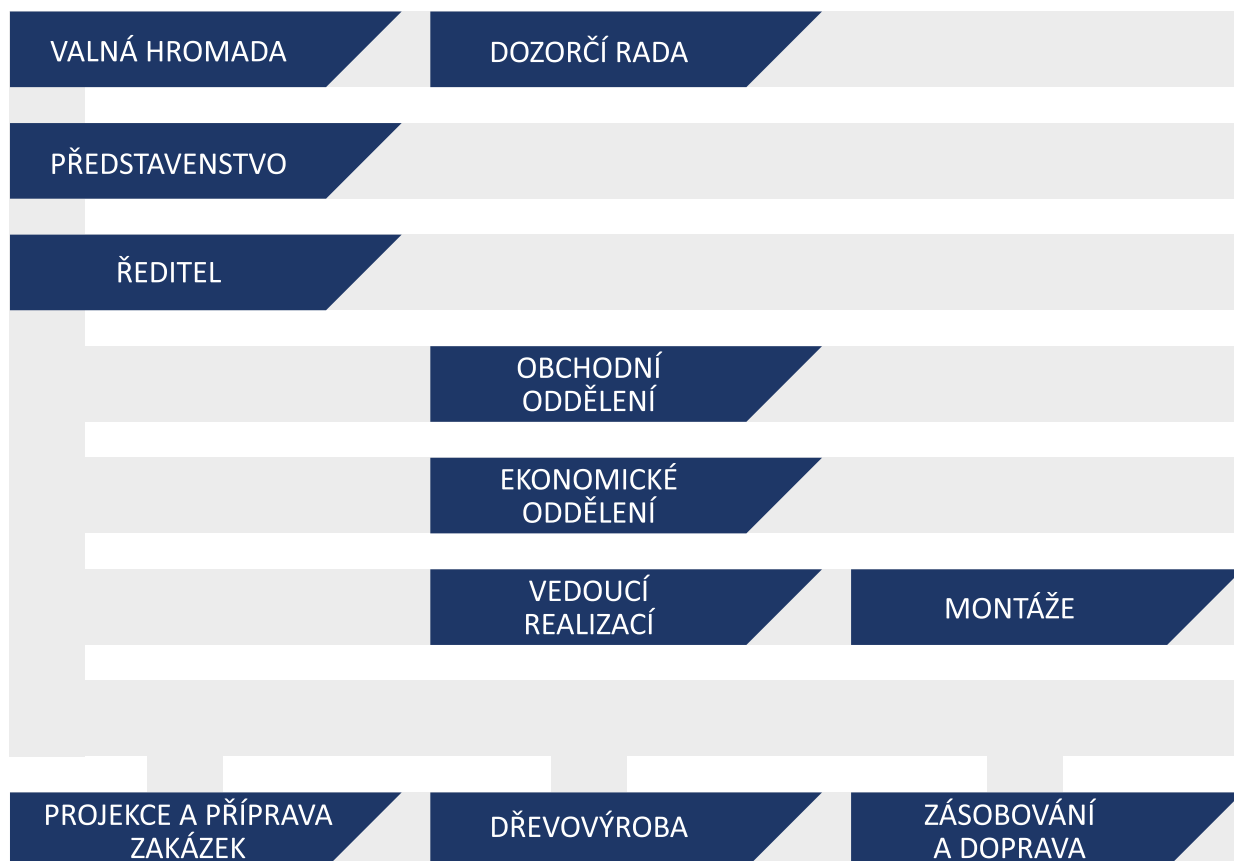 VALNÁ HROMADA
DOZORČÍ RADA
PŘEDSTAVENSTVO
ŘEDITEL
OBCHODNÍ
ODDĚLENÍ
EKONOMICKÉ
ODDĚLENÍ
VEDOUCÍ
REALIZACÍ
MONTÁŽE
PROJEKCE A PŘÍPRAVA
ZAKÁZEK
DŘEVOVÝROBA
ZÁSOBOVÁNÍ
A DOPRAVA